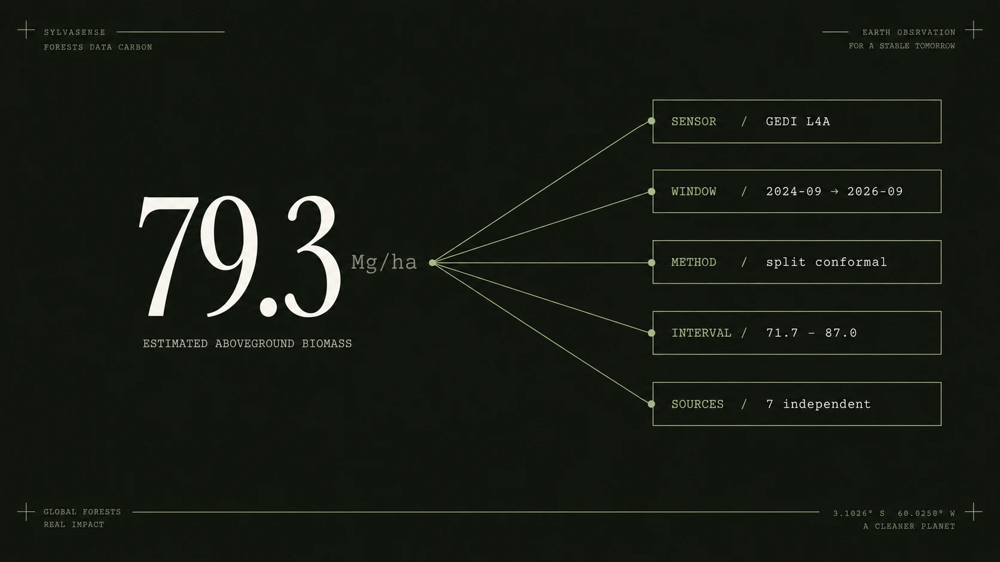 SYLVASENSE
FORESTS DATA CARBON
EARTH OBSERVATION
FOR A STABLE TOMORROW
79.3 Mg/ha
ESTIMATED ABOVEGROUND BIOMASS
SENSOR / GEDI L4A
WINDOW / 2024-09 → 2026-09
METHOD / split conformal
INTERVAL / 71.7 – 87.0
SOURCES / 7 independent
GLOBAL FORESTS
REAL IMPACT
3.1026° S 60.0250° W
A CLEANER PLANET